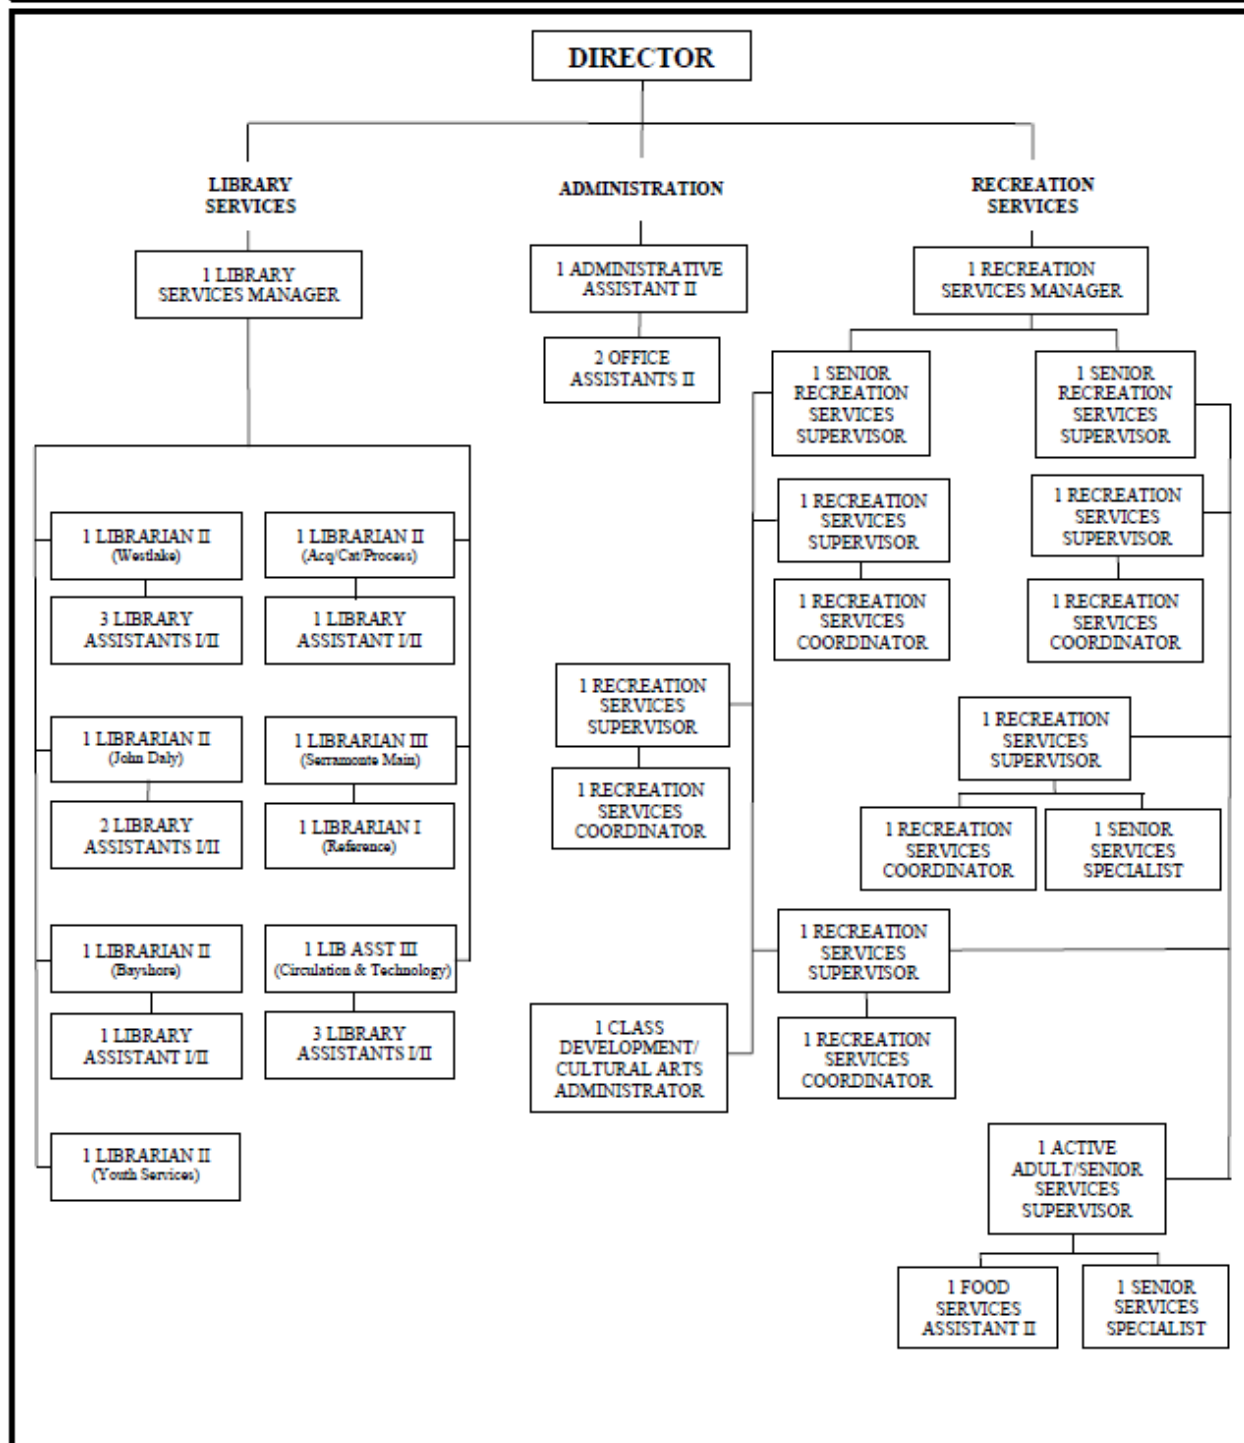 DIRECTOR
LIBRARY
SERVICES
1 LIBRARY
SERVICES MANAGER
1 LIBRARIAN II
(Westlake)
3 LIBRARY
ASSISTANTS I/II
1 LIBRARIAN II
(Acq/Cat/Process)
1 LIBRARY
ASSISTANT I/II
1 LIBRARIAN II
(John Daly)
2 LIBRARY
ASSISTANTS I/II
1 LIBRARIAN III
(Serramonte Main)
1 LIBRARIAN I
(Reference)
1 LIBRARIAN II
(Bayshore)
1 LIBRARY
ASSISTANT I/II
1 LIB ASST III
(Circulation & Technology)
3 LIBRARY
ASSISTANTS I/II
1 LIBRARIAN II
(Youth Services)
ADMINISTRATION
1 ADMINISTRATIVE
ASSISTANT II
2 OFFICE
ASSISTANTS II
RECREATION
SERVICES
1 RECREATION
SERVICES MANAGER
1 SENIOR
RECREATION
SERVICES
SUPERVISOR
1 SENIOR
RECREATION
SERVICES
SUPERVISOR
1 RECREATION
SERVICES
SUPERVISOR
1 RECREATION
SERVICES
COORDINATOR
1 RECREATION
SERVICES
SUPERVISOR
1 RECREATION
SERVICES
COORDINATOR
1 RECREATION
SERVICES
SUPERVISOR
1 RECREATION
SERVICES
COORDINATOR
1 RECREATION
SERVICES
SUPERVISOR
1 RECREATION
SERVICES
COORDINATOR
1 SENIOR
SERVICES
SPECIALIST
1 RECREATION
SERVICES
SUPERVISOR
1 RECREATION
SERVICES
COORDINATOR
1 CLASS
DEVELOPMENT/
CULTURAL ARTS
ADMINISTRATOR
1 ACTIVE
ADULT/SENIOR
SERVICES
SUPERVISOR
1 FOOD
SERVICES
ASSISTANT II
1 SENIOR
SERVICES
SPECIALIST